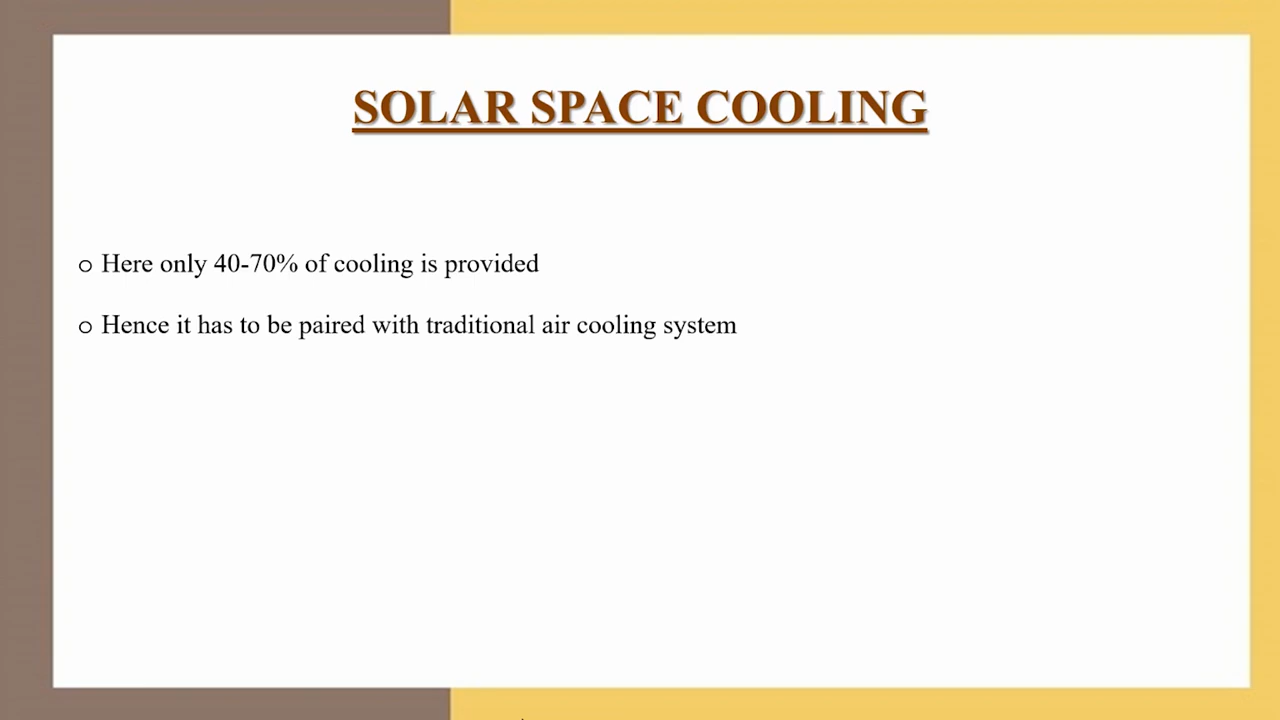 SOLAR SPACE COOLING
o Here only 40-70% of cooling is provided
o Hence it has to be paired with traditional air cooling system